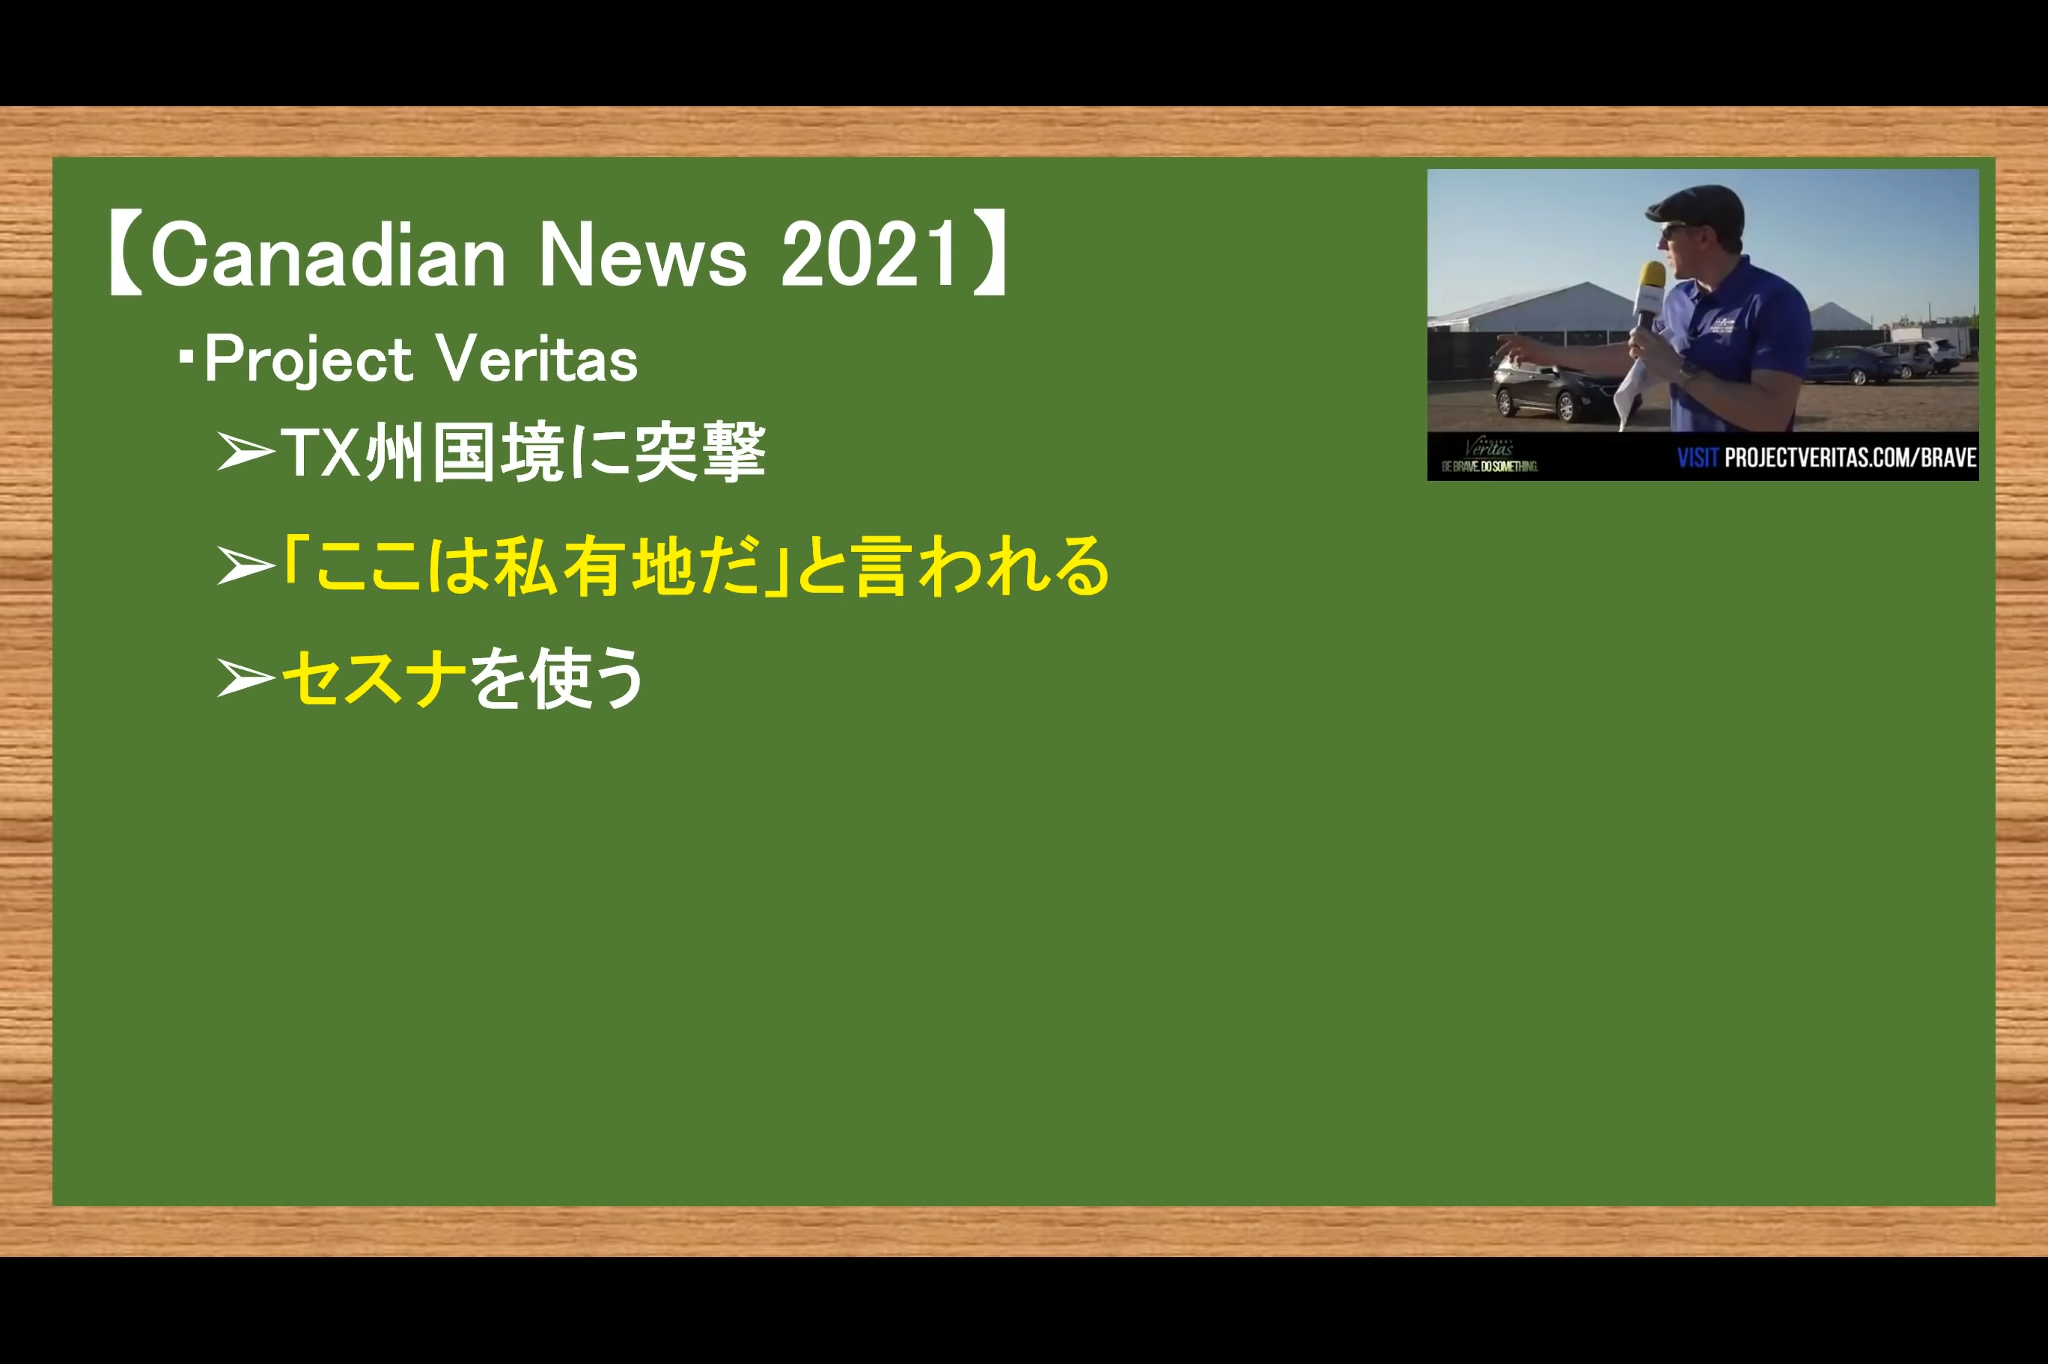 【Canadian News 2021】
・Project Veritas
➢TX州国境に突撃
➢「ここは私有地だ」と言われる
➢セスナを使う
PROJECT
Veritas
BE BRAVE. DO SOMETHING.
VISIT PROJECTVERITAS.COM/BRAVE